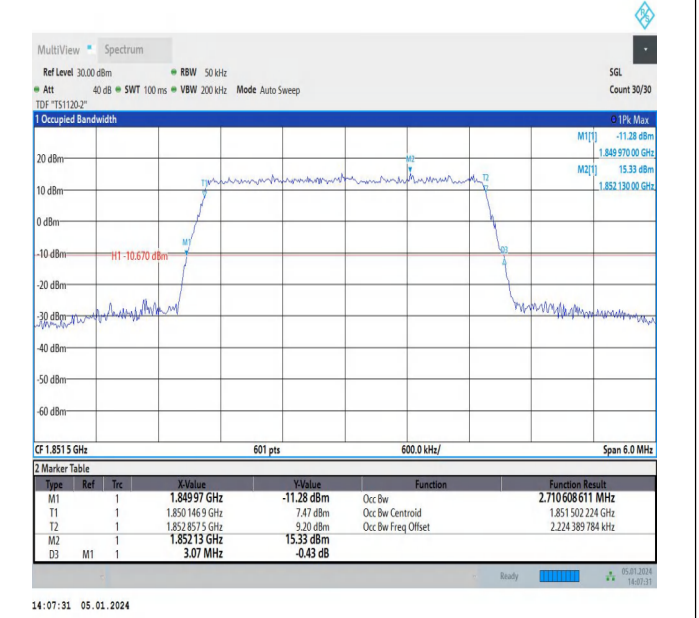 MultiView Spectrum
Ref Level 30.00 dBm RBW 50 kHz SGL
Att 40 dB SWT 100 ms VBW 200 kHz Mode Auto Sweep Count 30/30
TDF "TS1120-2"
1 Occupied Bandwidth 1Pk Max
M1[1] -11.28 dBm
1.849 970 00 GHz
M2[1] 15.33 dBm
1.852 130 00 GHz
20 dBm
M2
T1
T2
10 dBm
0 dBm
M1
-10 dBm
H1 -10.670 dBm
D3
-20 dBm
-30 dBm
-40 dBm
-50 dBm
-60 dBm
CF 1.851 5 GHz 601 pts 600.0 kHz/ Span 6.0 MHz
2 Marker Table
Type Ref Trc X-Value Y-Value Function Function Result
M1 1 1.849 97 GHz -11.28 dBm Occ Bw 2.710 608 611 MHz
T1 1 1.850 146 9 GHz 7.47 dBm Occ Bw Centroid 1.851 502 224 GHz
T2 1 1.852 857 5 GHz 9.20 dBm Occ Bw Freq Offset 2.224 389 784 kHz
M2 1 1.852 13 GHz 15.33 dBm
D3 M1 1 3.07 MHz -0.43 dB
Ready 05.01.2024
14:07:31
14:07:31 05.01.2024